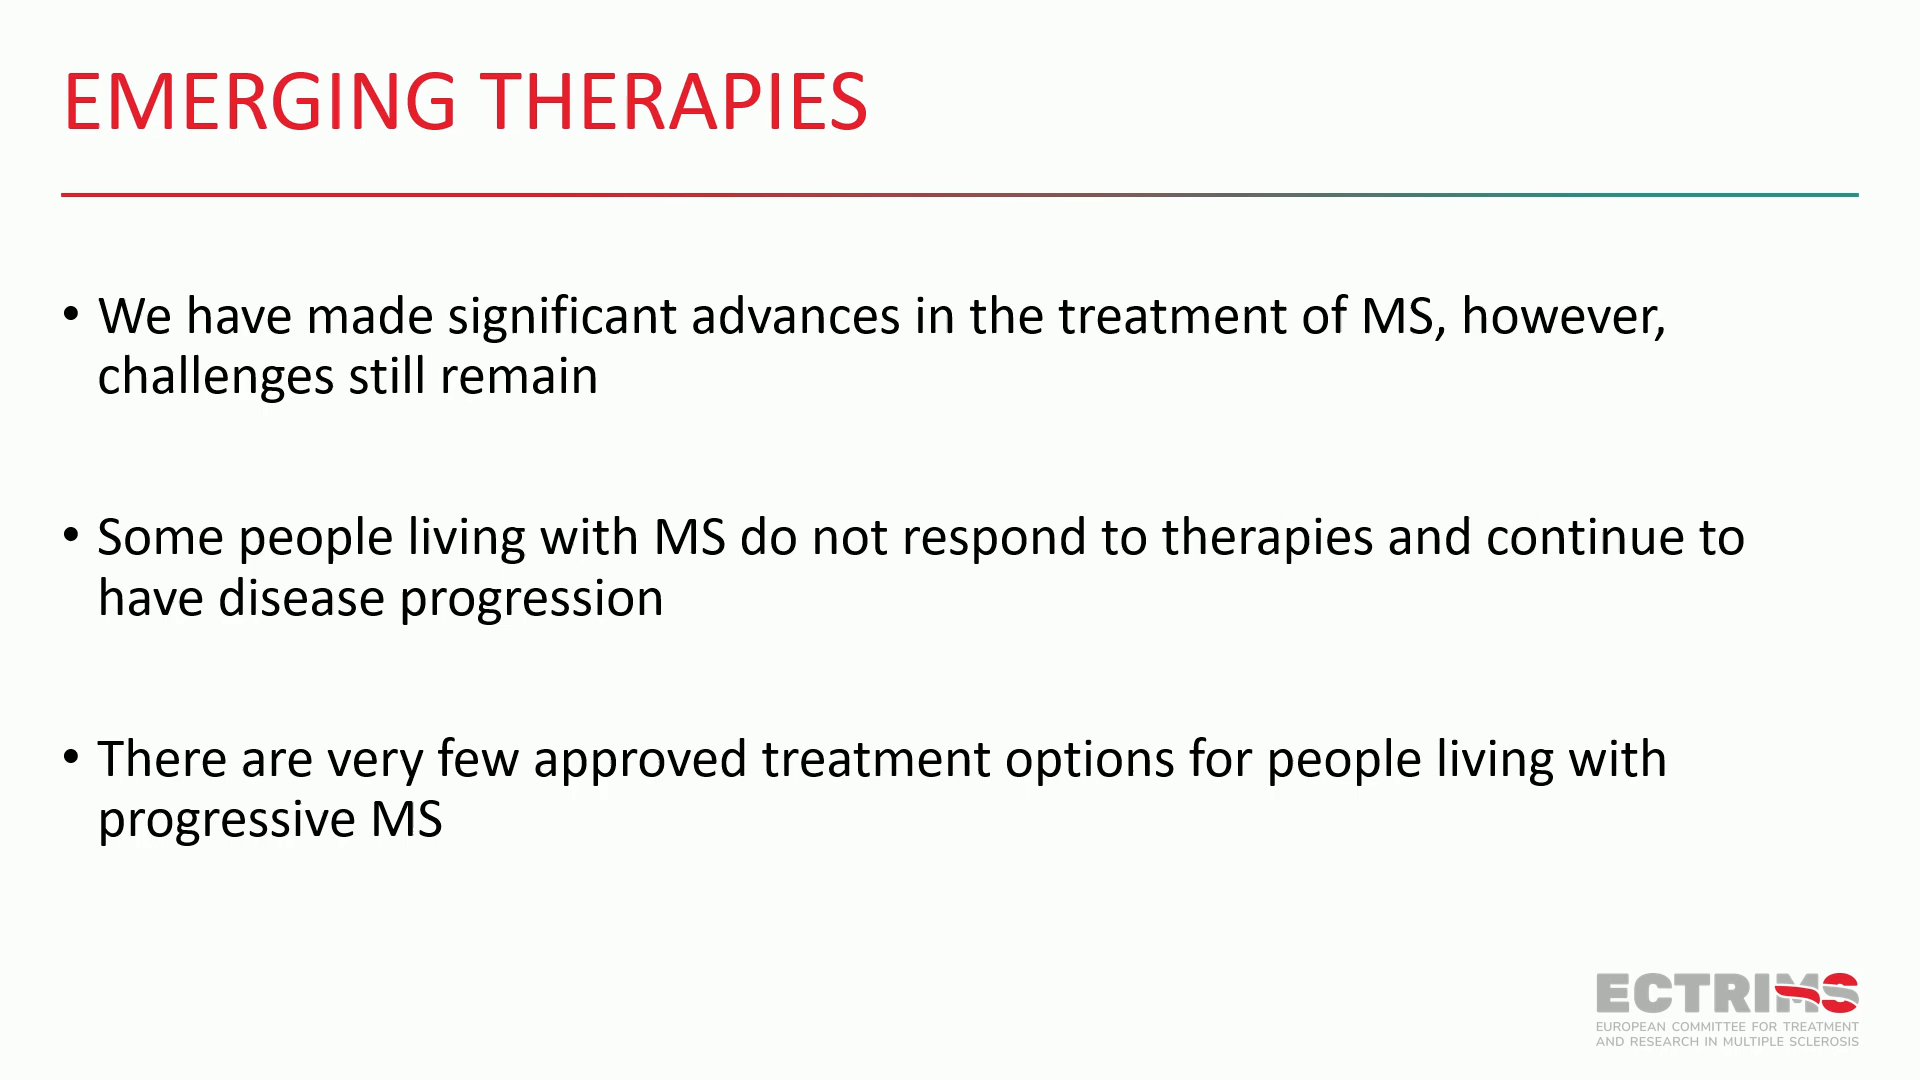 EMERGING THERAPIES
• We have made significant advances in the treatment of MS, however,
challenges still remain
• Some people living with MS do not respond to therapies and continue to
have disease progression
• There are very few approved treatment options for people living with
progressive MS
ECTRIMS
EUROPEAN COMMITTEE FOR TREATMENT
AND RESEARCH IN MULTIPLE SCLEROSIS